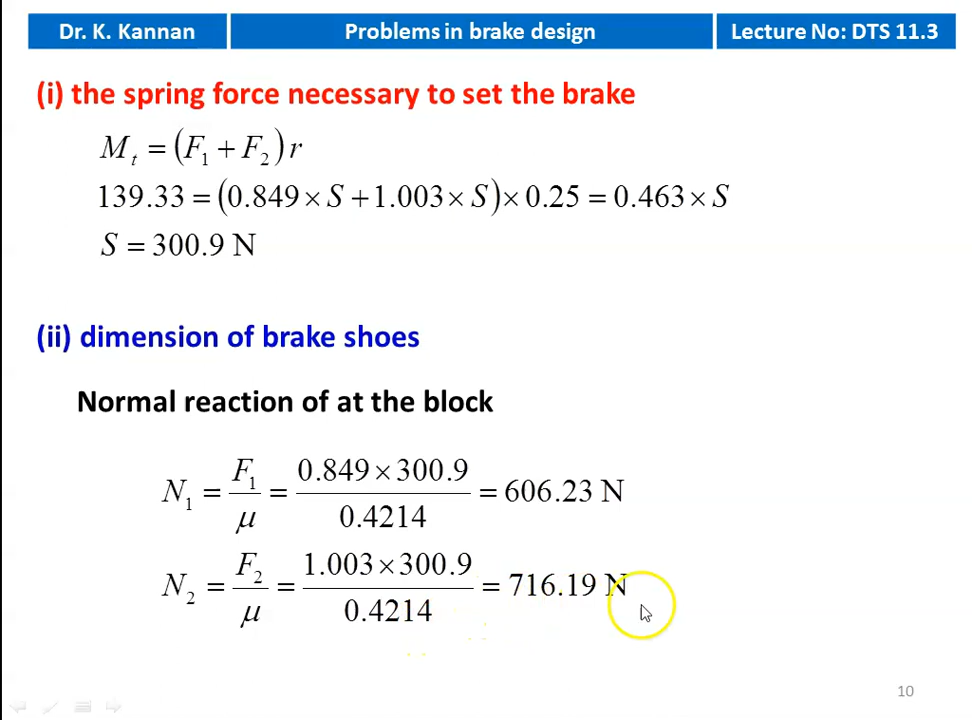 Dr. K. Kannan Problems in brake design Lecture No: DTS 11.3
(i) the spring force necessary to set the brake
M_t = (F_1 + F_2) r
139.33 = (0.849 × S + 1.003 × S) × 0.25 = 0.463 × S
S = 300.9 N
(ii) dimension of brake shoes
Normal reaction of at the block
N_1 = F_1 / μ = 0.849 × 300.9 / 0.4214 = 606.23 N
N_2 = F_2 / μ = 1.003 × 300.9 / 0.4214 = 716.19 N
10